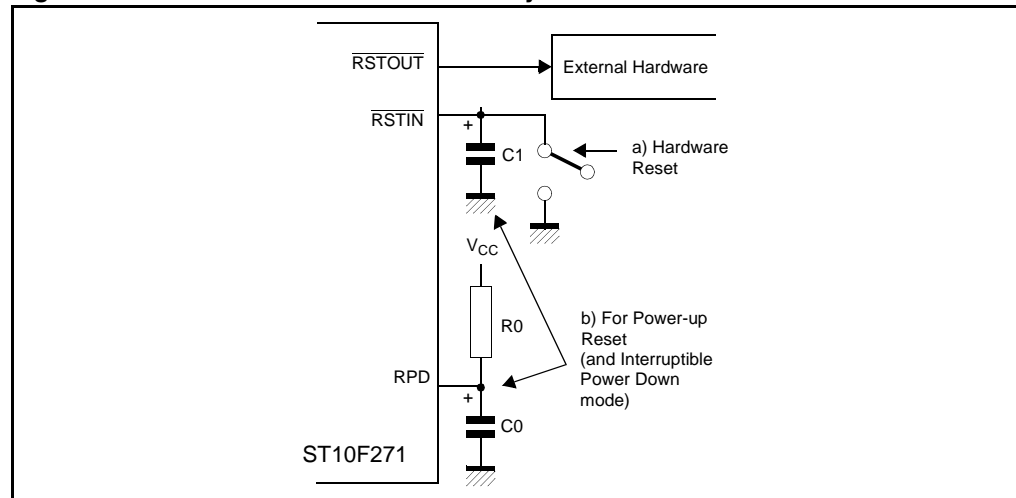 RSTOUT
External Hardware
RSTIN
+
C1
a) Hardware
Reset
VCC
R0
b) For Power-up
Reset
(and Interruptible
Power Down
mode)
RPD
+
C0
ST10F271